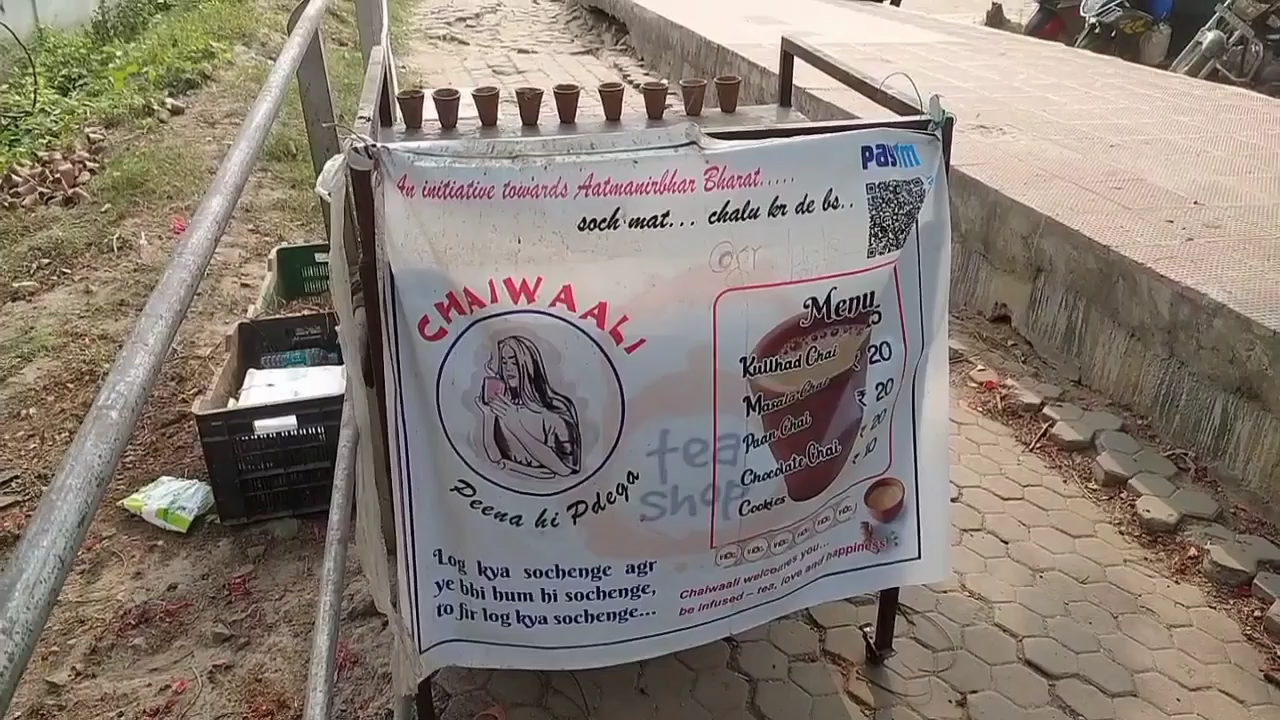 paytm
An initiative towards Aatmanirbhar Bharat.....
soch mat... chalu kr de bs..
CHAIWAALI
Peena hi Pdega
tea
shop
Menu
Kullhad Chai
Masala Chai ₹ 20
Paan Chai ₹ 20
Chocolate Chai ₹ 20
Cookies ₹ 10
Log kya sochenge agr
ye bhi hum hi sochenge,
to fir log kya sochenge...
Chaiwaali welcomes you...
be infused – tea, love and happiness!